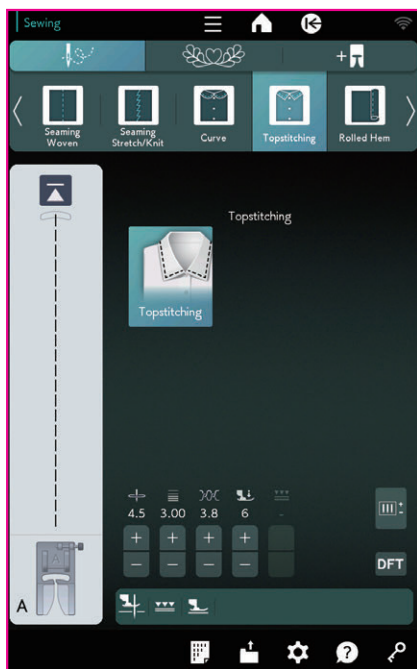 Sewing
Seaming Woven
Seaming Stretch/Knit
Curve
Topstitching
Rolled Hem
Topstitching
Topstitching
4.5 3.00 3.8 6 -
+ + +
− − −
DFT
A